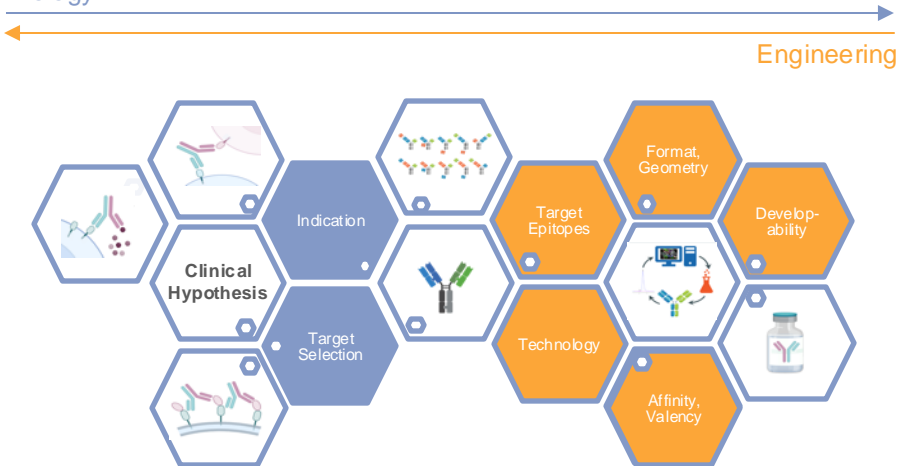 Engineering
Format,
Geometry
Indication
Target
Epitopes
Develop-
ability
Clinical
Hypothesis
Target
Selection
Technology
Affinity,
Valency